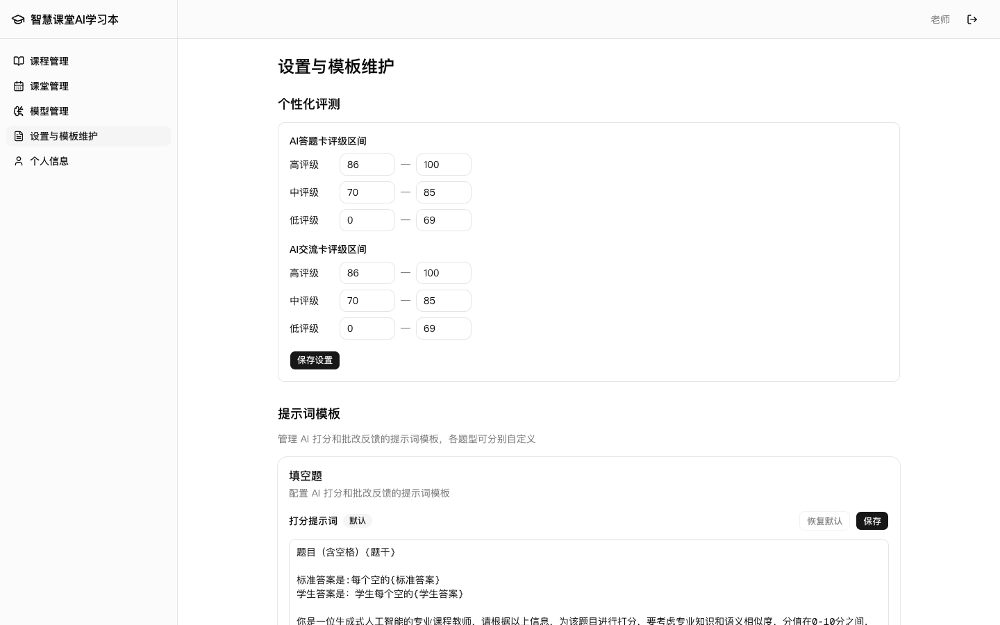 智慧课堂AI学习本
老师
课程管理
课堂管理
模型管理
设置与模板维护
个人信息
设置与模板维护
个性化评测
AI答题卡评级区间
高评级 86 — 100
中评级 70 — 85
低评级 0 — 69
AI交流卡评级区间
高评级 86 — 100
中评级 70 — 85
低评级 0 — 69
保存设置
提示词模板
管理 AI 打分和批改反馈的提示词模板，各题型可分别自定义
填空题
配置 AI 打分和批改反馈的提示词模板
打分提示词 默认 恢复默认 保存
题目（含空格）{题干}
标准答案是:每个空的{标准答案}
学生答案是：学生每个空的{学生答案}
你是一位生成式人工智能的专业课程教师，请根据以上信息，为该题目进行打分，要考虑专业知识和语义相似度，分值在0-10分之间，